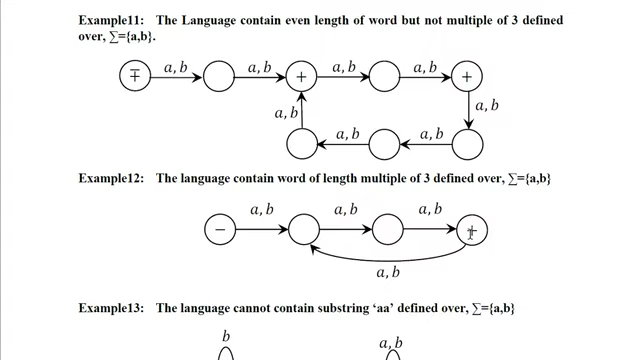 Example11: The Language contain even length of word but not multiple of 3 defined
over, ∑={a,b}.
∓ a, b a, b + a, b a, b +
a, b a, b
a, b a, b
Example12: The language contain word of length multiple of 3 defined over, ∑={a,b}
− a, b a, b a, b +
a, b
Example13: The language cannot contain substring ‘aa’ defined over, ∑={a,b}
b a, b